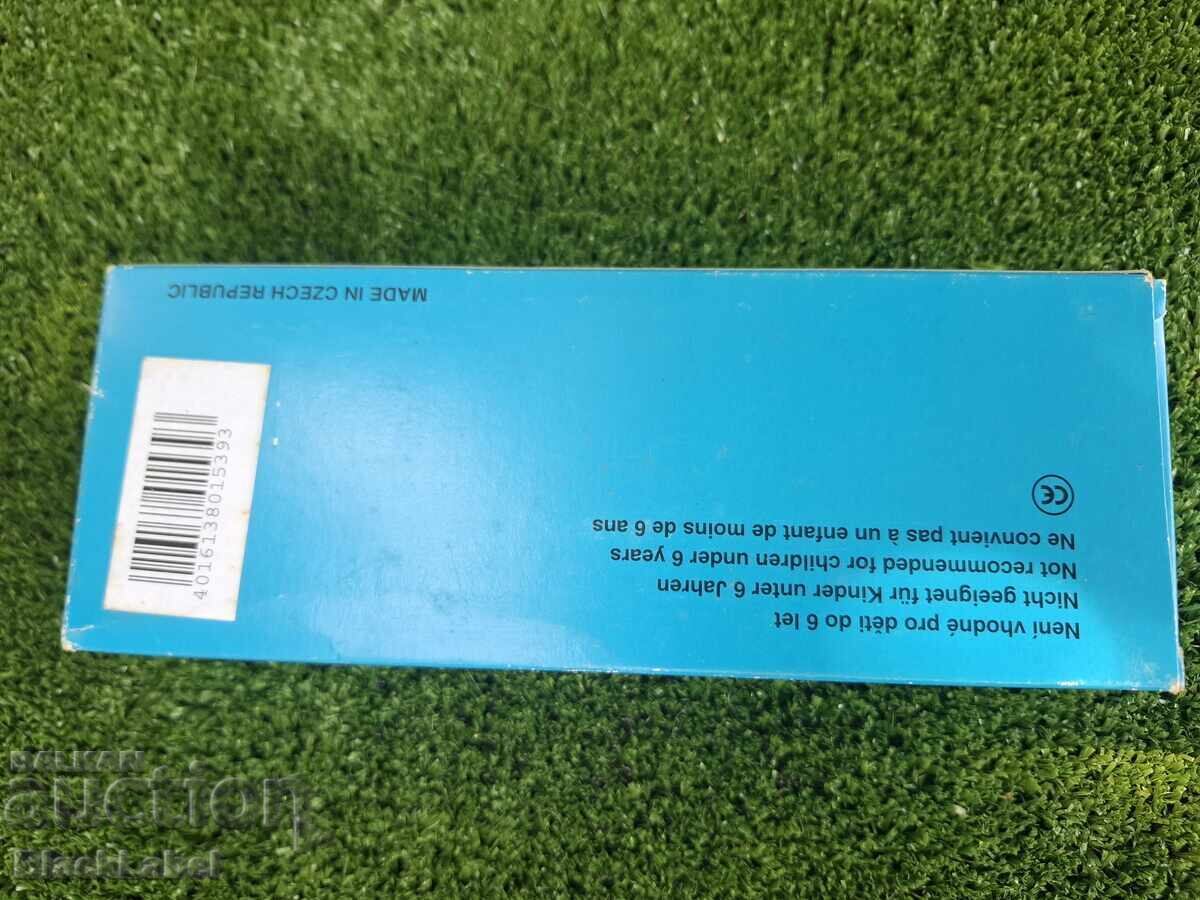 Není vhodné pro děti do 6 let
Nicht geeignet für Kinder unter 6 Jahren
Not recommended for children under 6 years
Ne convient pas à un enfant de moins de 6 ans
CE
4016138015393
MADE IN CZECH REPUBLIC
BALKAN
auction
BlackLabel